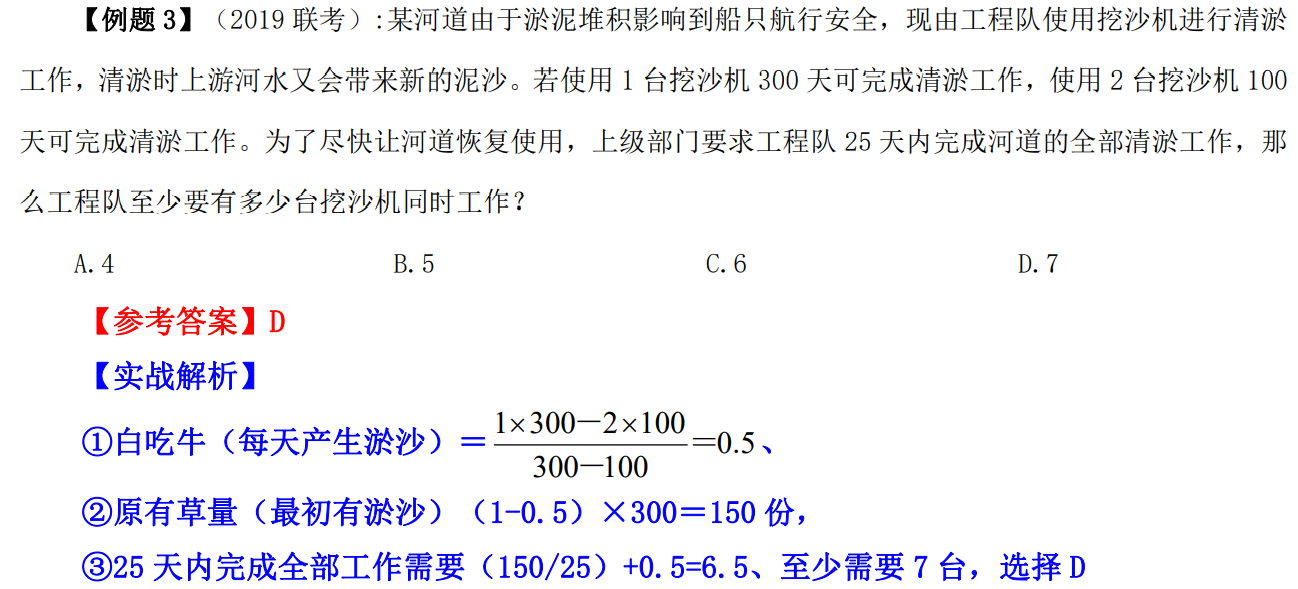 【例题 3】（2019 联考）:某河道由于淤泥堆积影响到船只航行安全，现由工程队使用挖沙机进行清淤
工作，清淤时上游河水又会带来新的泥沙。若使用 1 台挖沙机 300 天可完成清淤工作，使用 2 台挖沙机 100
天可完成清淤工作。为了尽快让河道恢复使用，上级部门要求工程队 25 天内完成河道的全部清淤工作，那
么工程队至少要有多少台挖沙机同时工作？
A.4 B.5 C.6 D.7
【参考答案】D
【实战解析】
①白吃牛（每天产生淤沙）＝(1×300－2×100)/(300－100)=0.5、
②原有草量（最初有淤沙）（1-0.5）×300＝150 份，
③25 天内完成全部工作需要（150/25）+0.5=6.5、至少需要 7 台，选择 D